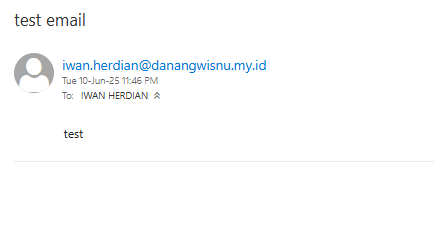 test email
iwan.herdian@danangwisnu.my.id
Tue 10-Jun-25 11:46 PM
To: IWAN HERDIAN
test